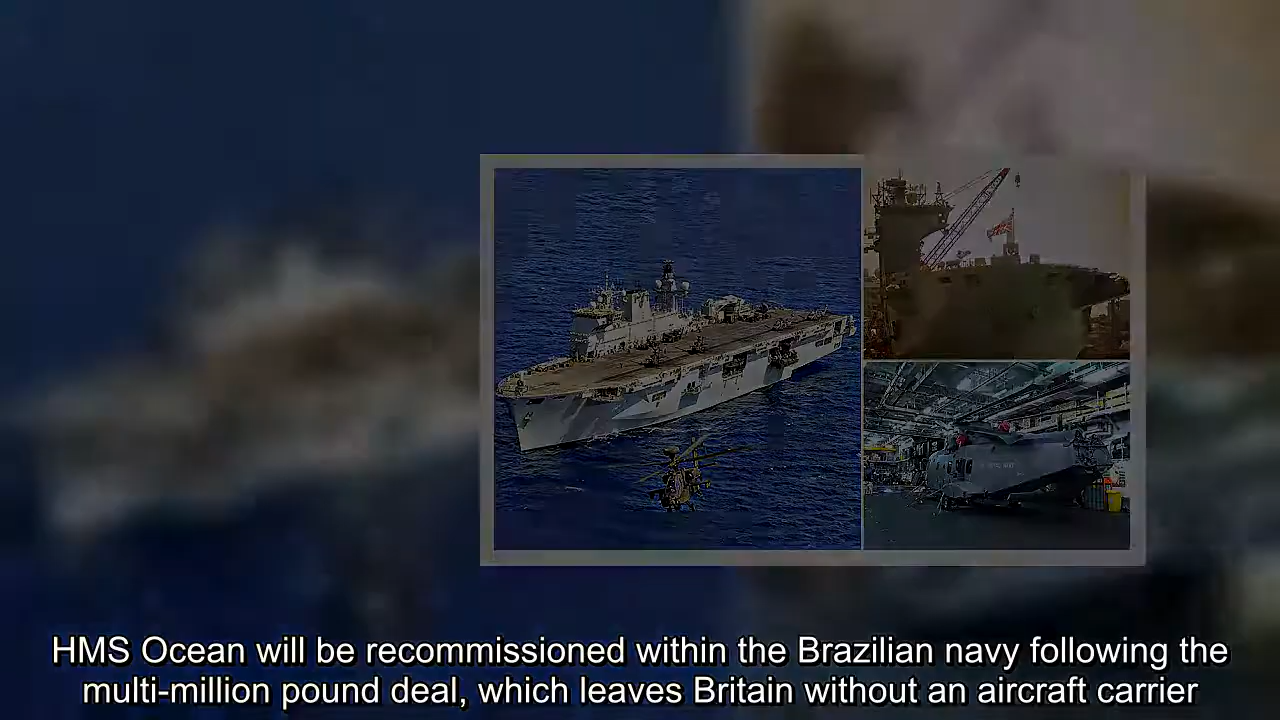 HMS Ocean will be recommissioned within the Brazilian navy following the
multi-million pound deal, which leaves Britain without an aircraft carrier